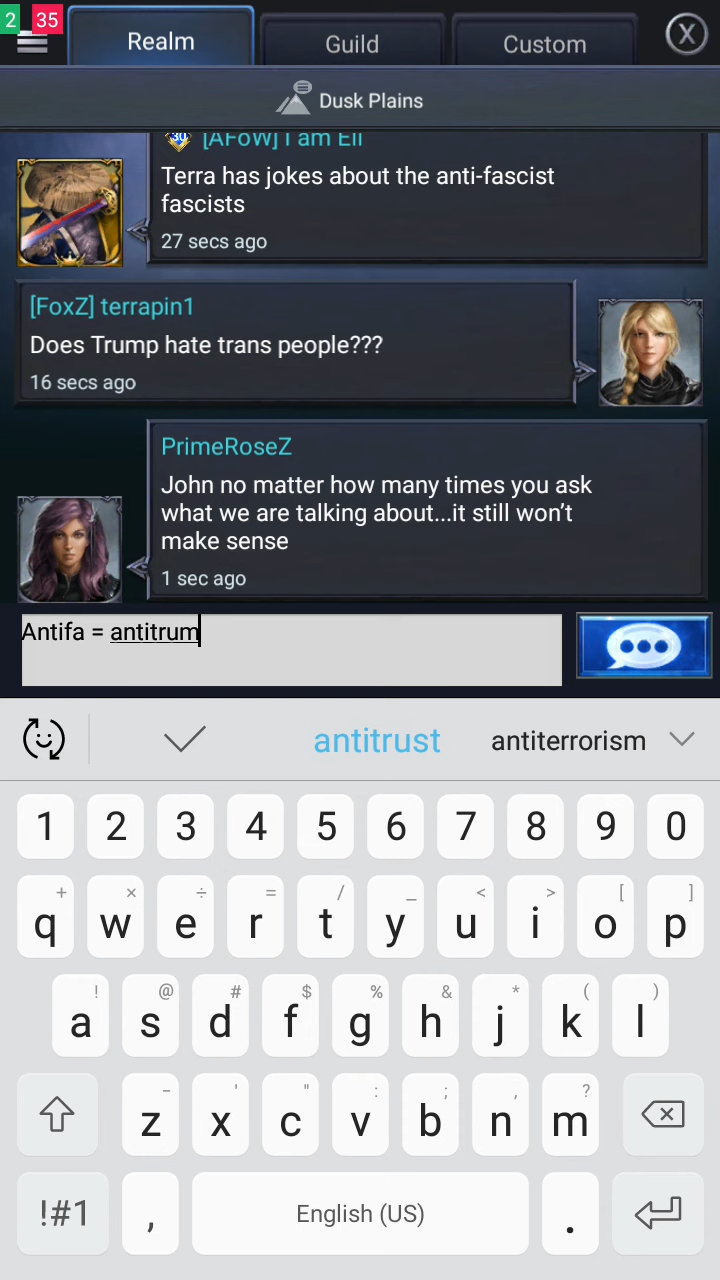 2 35
Realm
Guild
Custom
X
Dusk Plains
30 [AFoW] I am Eli
Terra has jokes about the anti-fascist
fascists
27 secs ago
[FoxZ] terrapin1
Does Trump hate trans people???
16 secs ago
PrimeRoseZ
John no matter how many times you ask
what we are talking about...it still won't
make sense
1 sec ago
Antifa = antitrum
antitrust antiterrorism
1 2 3 4 5 6 7 8 9 0
+ × ÷ = / _ < > [ ]
q w e r t y u i o p
! @ # $ % & * ( )
a s d f g h j k l
- ' " : ; , ?
z x c v b n m
!#1 , English (US) .